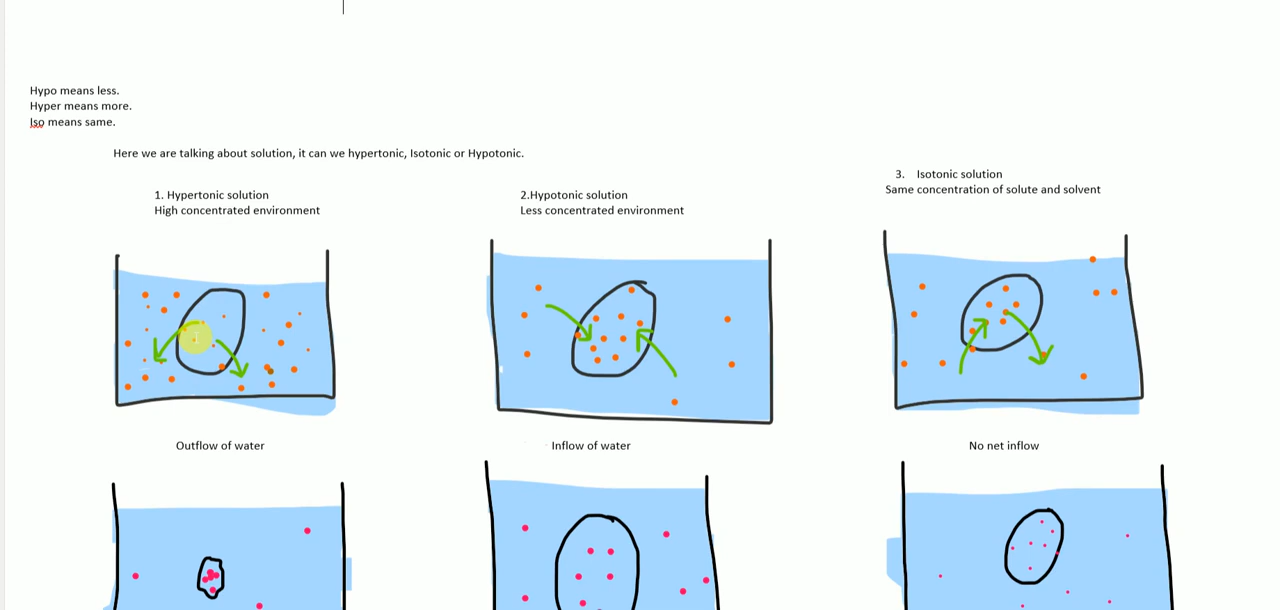 Hypo means less.
Hyper means more.
Iso means same.
Here we are talking about solution, it can we hypertonic, Isotonic or Hypotonic.
1. Hypertonic solution
High concentrated environment
2.Hypotonic solution
Less concentrated environment
3. Isotonic solution
Same concentration of solute and solvent
Outflow of water
Inflow of water
No net inflow